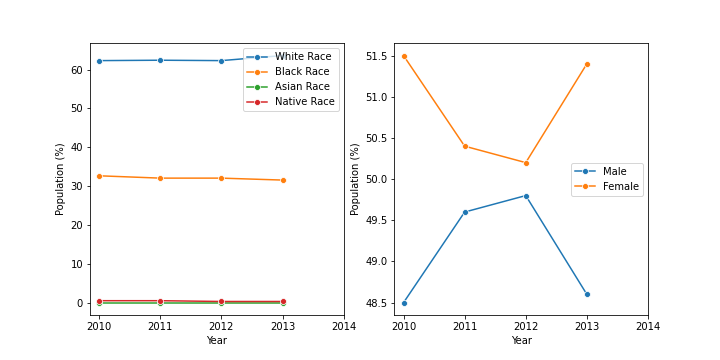 60
50
40
30
20
10
0
Population (%)
2010 2011 2012 2013 2014
Year
White Race
Black Race
Asian Race
Native Race
51.5
51.0
50.5
50.0
49.5
49.0
48.5
Population (%)
2010 2011 2012 2013 2014
Year
Male
Female